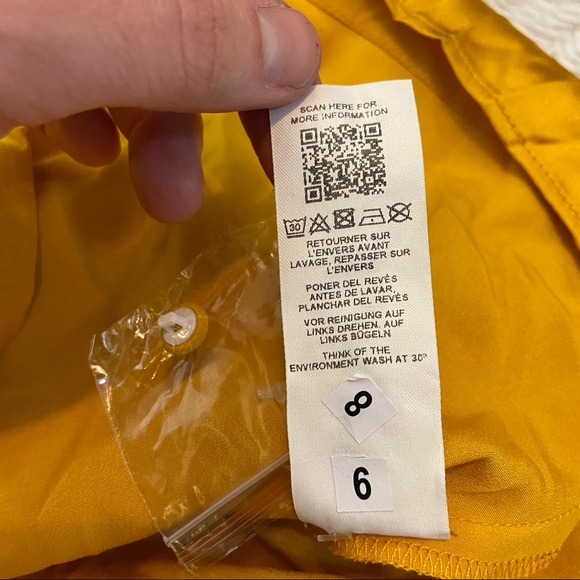 SCAN HERE FOR
MORE INFORMATION
30
RETOURNER SUR
L'ENVERS AVANT
LAVAGE, REPASSER SUR
L'ENVERS
PONER DEL REVÉS
ANTES DE LAVAR,
PLANCHAR DEL REVÉS
VOR REINIGUNG AUF
LINKS DREHEN, AUF
LINKS BÜGELN
THINK OF THE
ENVIRONMENT WASH AT 30°
8
6